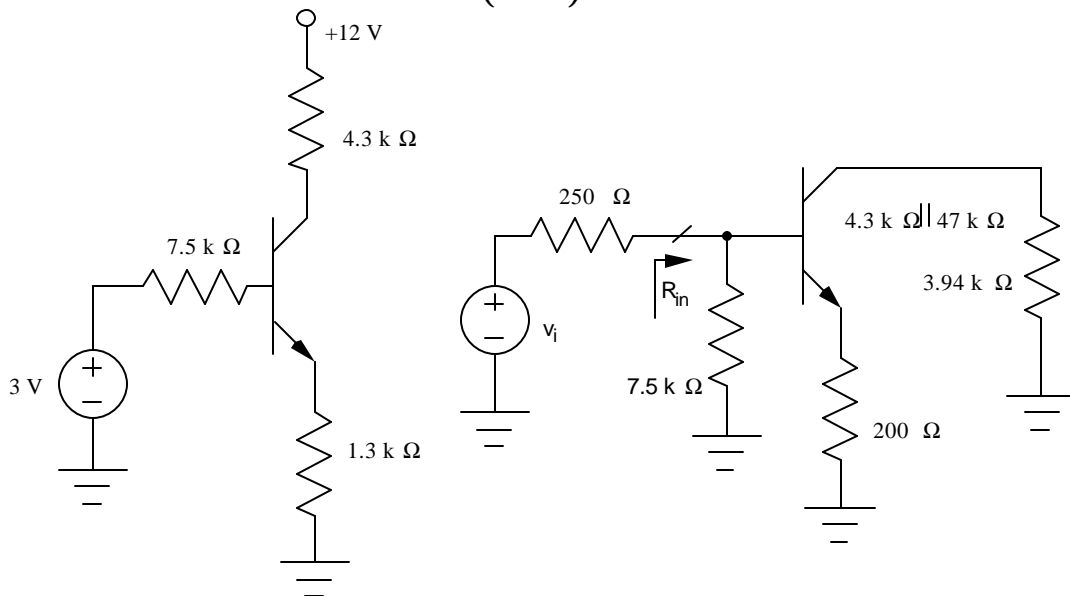 +12 V
4.3 k Ω
7.5 k Ω
3 V
+
−
1.3 k Ω
250 Ω
R_in
+
−
v_i
7.5 k Ω
4.3 k Ω || 47 k Ω
3.94 k Ω
200 Ω